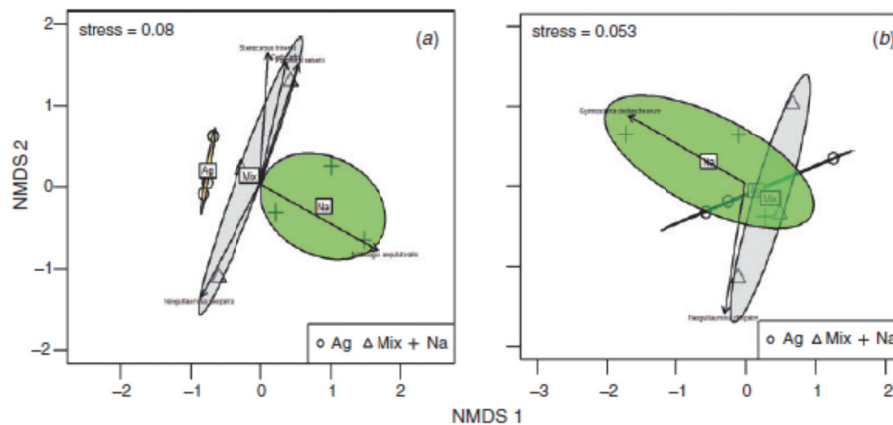 stress = 0.08
(a)
stress = 0.053
(b)
NMDS 2
2
1
0
−1
−2
Ag
Mix
Na
Na
Mix
Ag Mix + Na
Ag Mix + Na
−2 −1 0 1 2
−3 −2 −1 0 1 2
NMDS 1